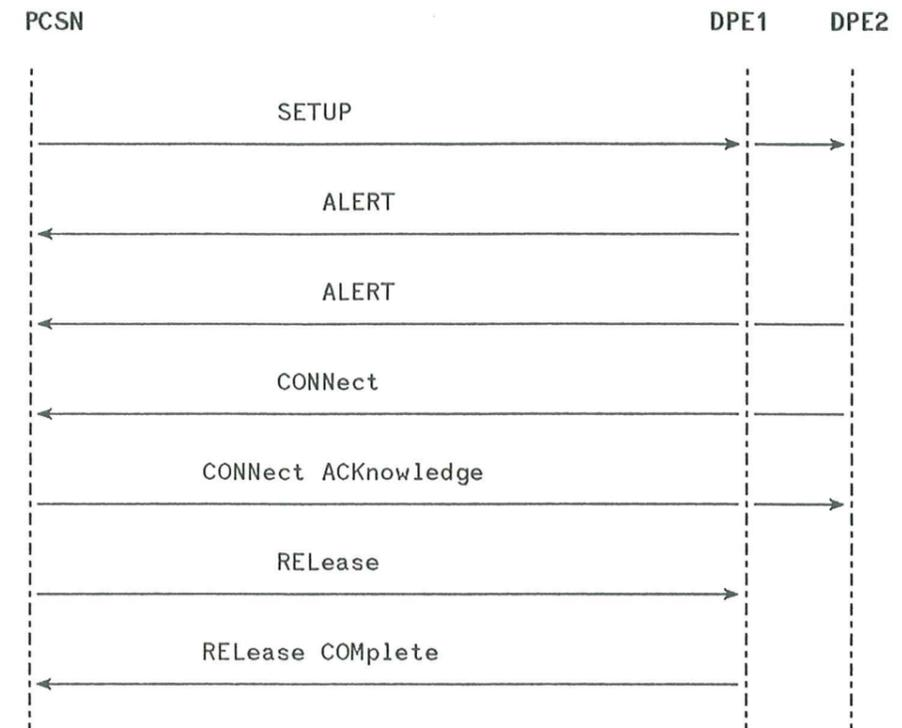 PCSN DPE1 DPE2
SETUP
ALERT
ALERT
CONNect
CONNect ACKnowledge
RELease
RELease COMplete